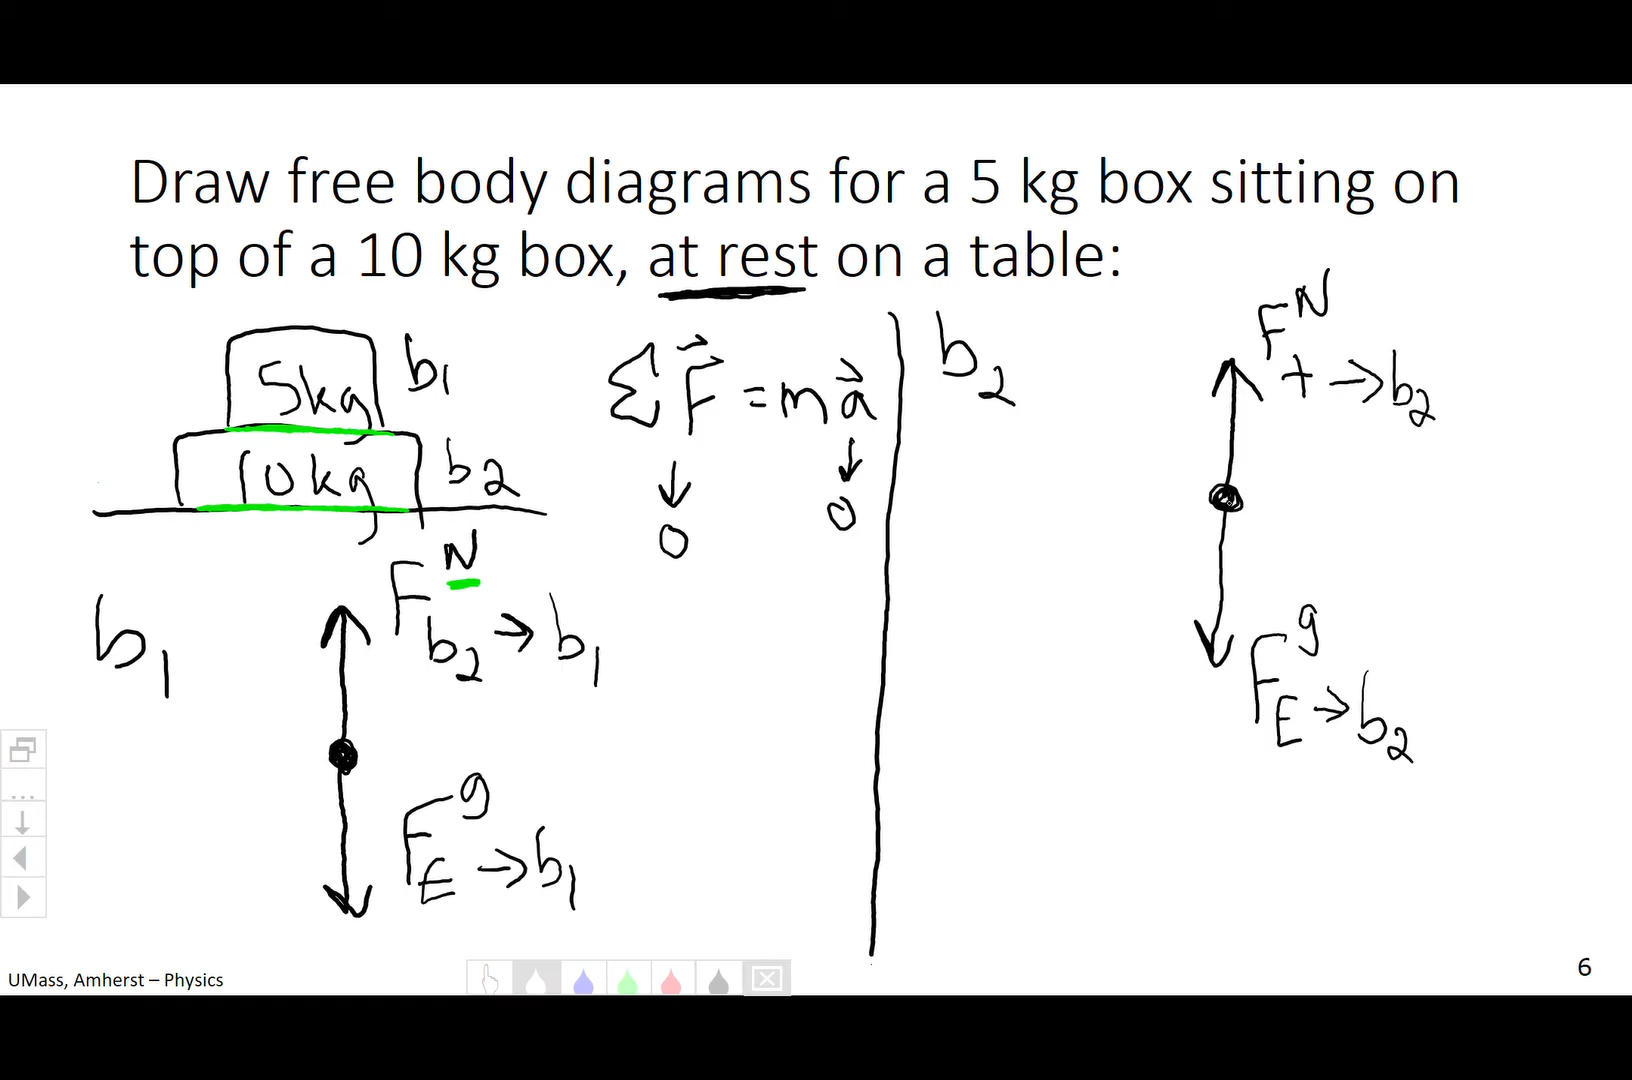 Draw free body diagrams for a 5 kg box sitting on
top of a 10 kg box, at rest on a table:
5kg b1
10kg b2
ΣF⃗ = ma⃗
↓ ↓
0 0
b1
F^N b2→b1
F^g E→b1
b2
F^N t→b2
F^g E→b2
UMass, Amherst – Physics
6